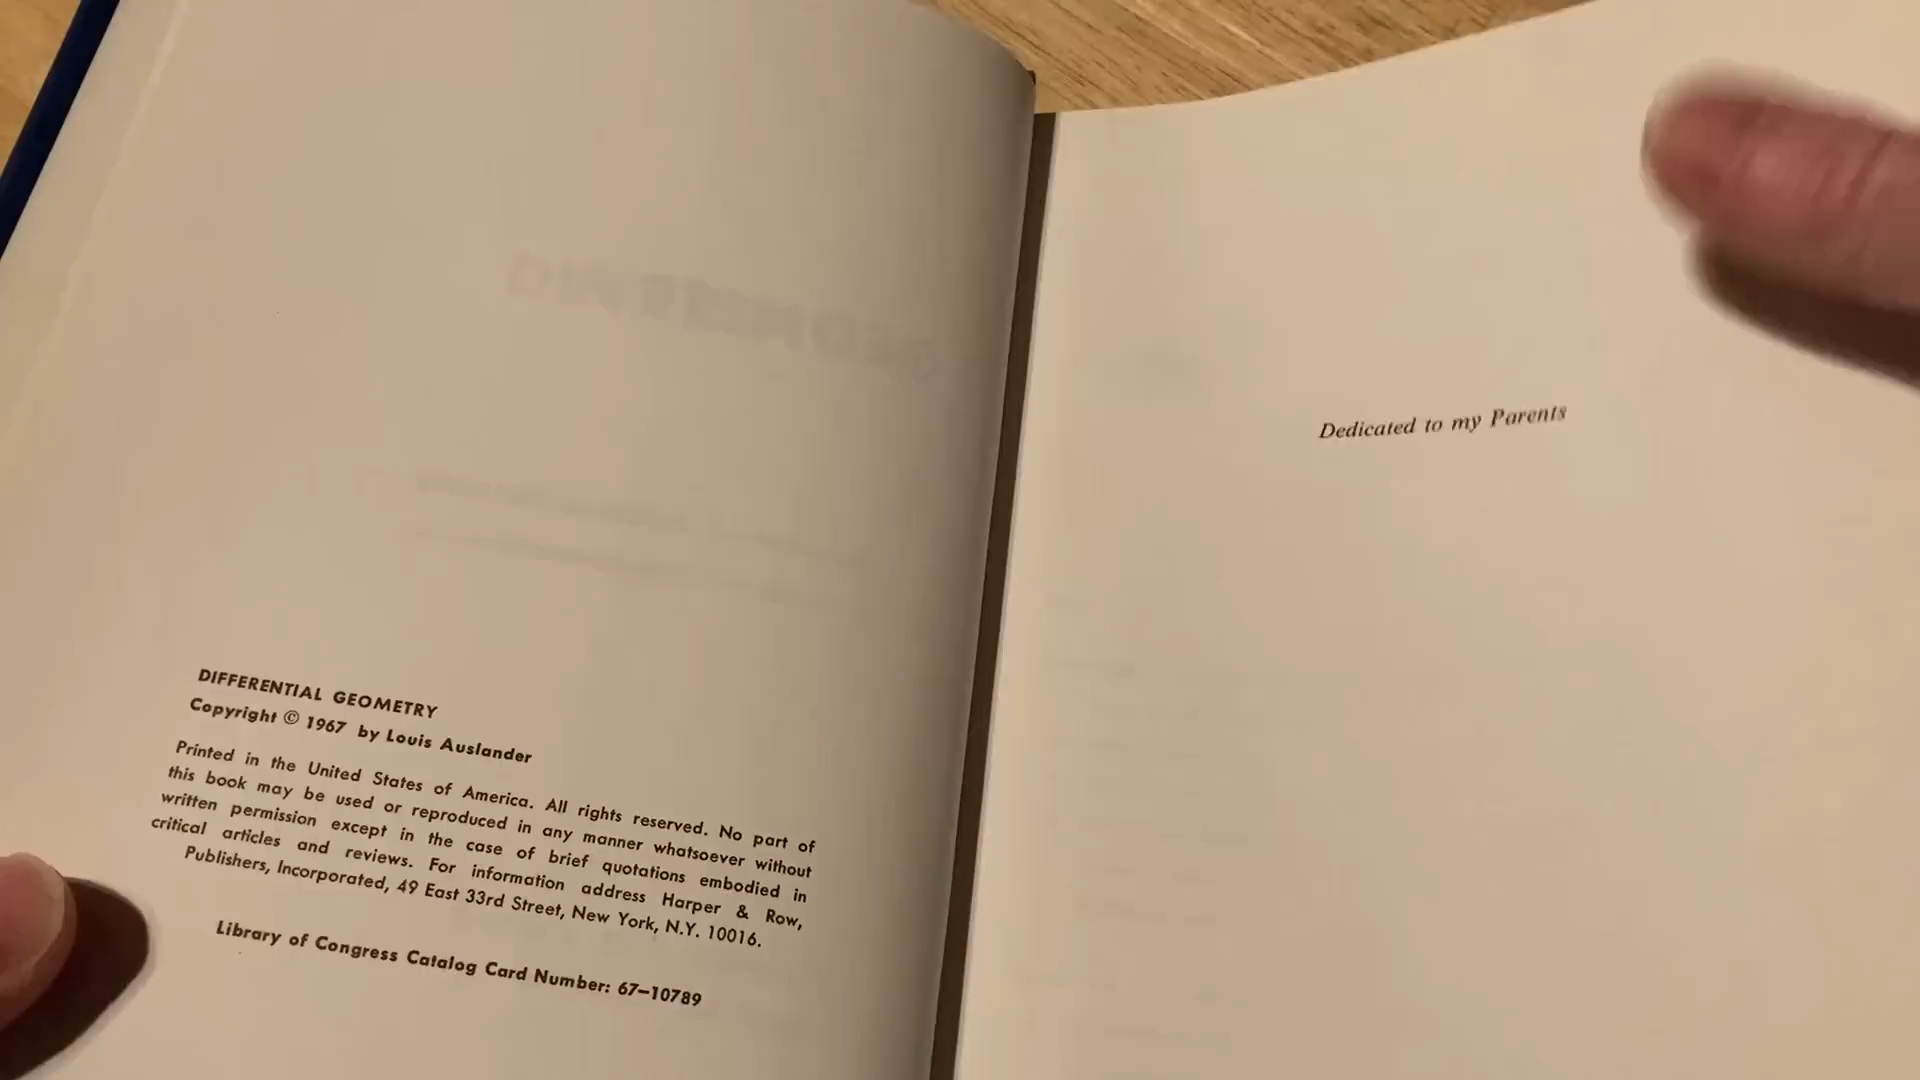 DIFFERENTIAL GEOMETRY
Copyright © 1967 by Louis Auslander
Printed in the United States of America. All rights reserved. No part of
this book may be used or reproduced in any manner whatsoever without
written permission except in the case of brief quotations embodied in
critical articles and reviews. For information address Harper & Row,
Publishers, Incorporated, 49 East 33rd Street, New York, N.Y. 10016.
Library of Congress Catalog Card Number: 67–10789
Dedicated to my Parents